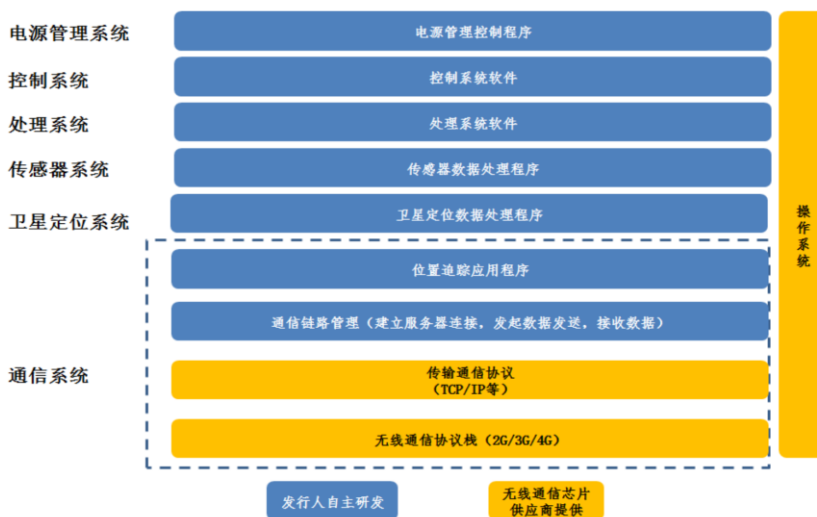 电源管理系统
电源管理控制程序
控制系统
控制系统软件
处理系统
处理系统软件
传感器系统
传感器数据处理程序
卫星定位系统
卫星定位数据处理程序
位置追踪应用程序
通信链路管理（建立服务器连接，发起数据发送，接收数据）
通信系统
传输通信协议
（TCP/IP等）
无线通信协议栈（2G/3G/4G）
操作系统
发行人自主研发
无线通信芯片
供应商提供